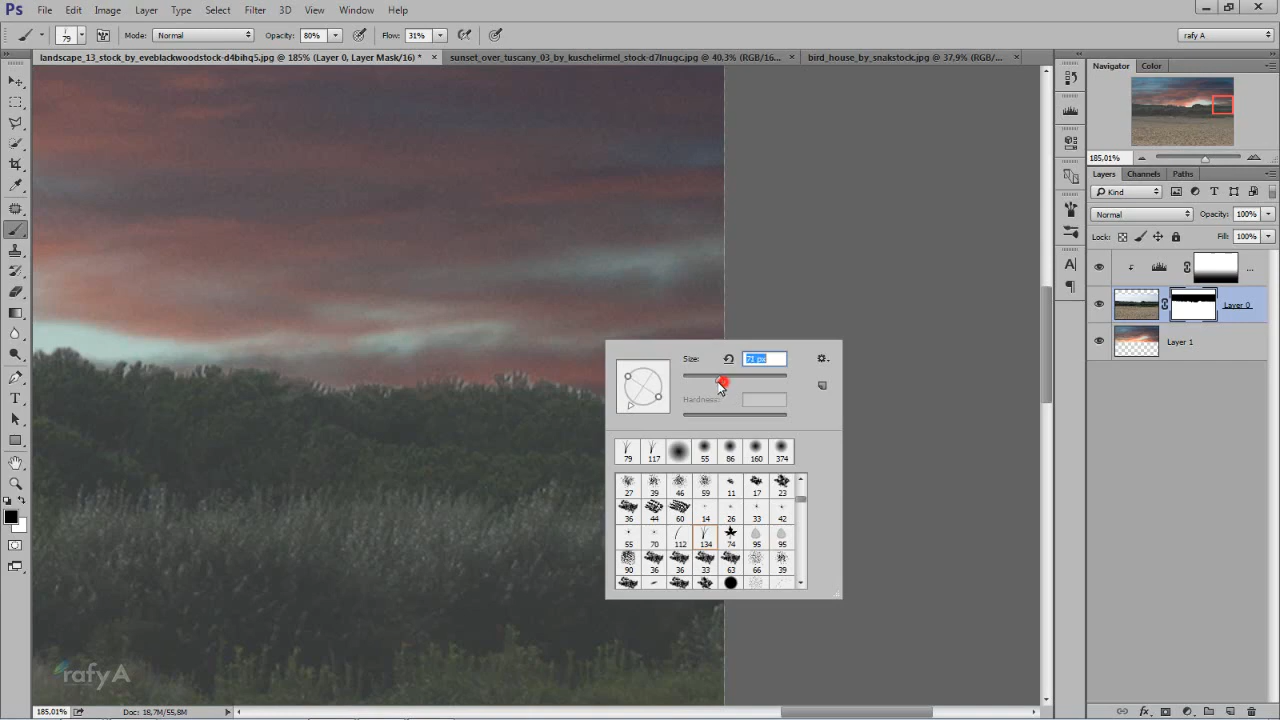 Ps File Edit Image Layer Type Select Filter 3D View Window Help
79 Mode: Normal Opacity: 80% Flow: 31% rafy A
landscape_13_stock_by_eveblackwoodstock-d4bihq5.jpg @ 185% (Layer 0, Layer Mask/16) * × sunset_over_tuscany_03_by_kuschelirmel_stock-d7lnugc.jpg @ 40,3% (RGB/16... × bird_house_by_snakstock.jpg @ 37,9% (RGB/... ×
Navigator Color
185,01%
Layers Channels Paths
Kind
Normal Opacity: 100%
Lock: Fill: 100%
...
Layer 0
Layer 1
Size: 71 px
Hardness:
79 117 55 86 160 374
27 39 46 59 11 17 23
36 44 60 14 26 33 42
55 70 112 134 74 95 95
90 36 36 33 63 66 39
rafy A
185,01% Doc: 18,7M/55,8M